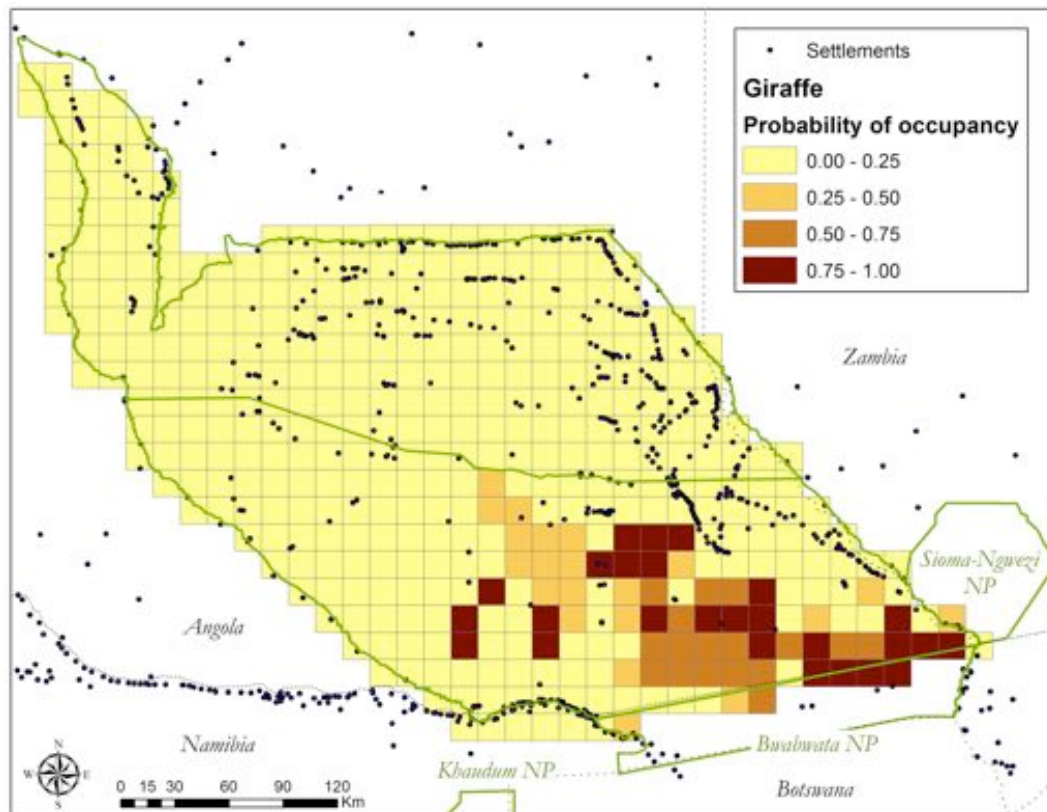 Settlements
Giraffe
Probability of occupancy
0.00 - 0.25
0.25 - 0.50
0.50 - 0.75
0.75 - 1.00
Zambia
Sioma-Ngwezi
NP
Angola
Namibia
Khaudum NP
Bwabwata NP
Botswana
N
W
E
S
0 15 30 60 90 120
Km